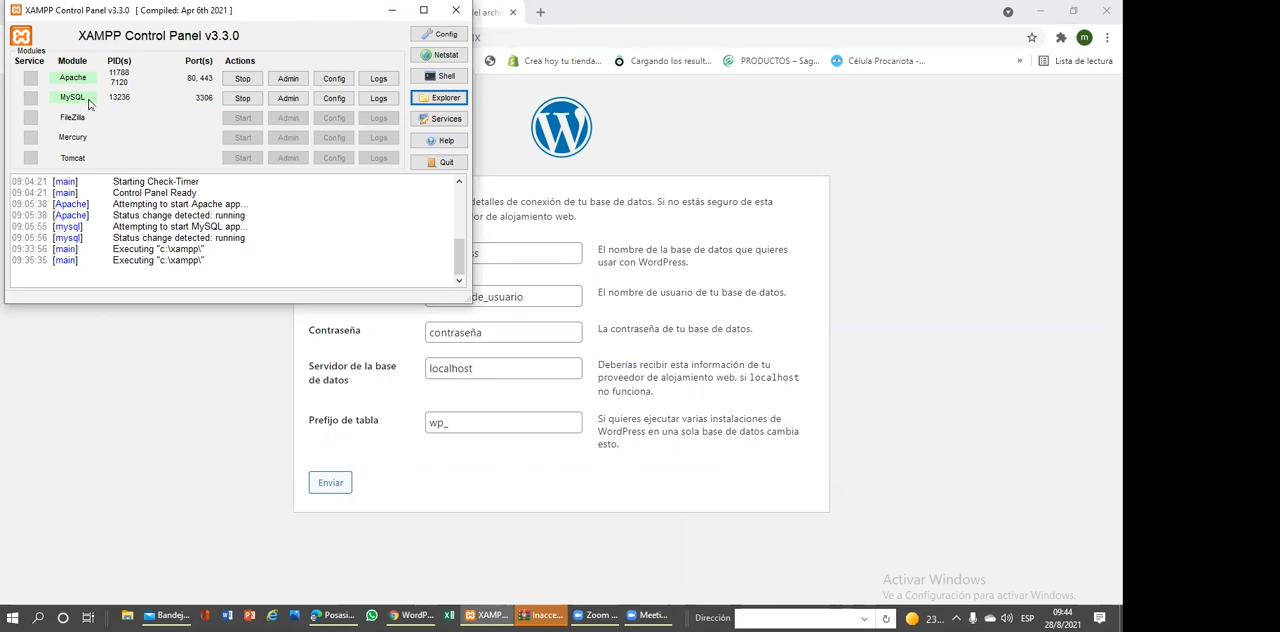 XAMPP Control Panel v3.3.0 [ Compiled: Apr 6th 2021 ]
XAMPP Control Panel v3.3.0
Modules
Service Module PID(s) Port(s) Actions
Apache 11788 7120 80, 443 Stop Admin Config Logs
MySQL 13236 3306 Stop Admin Config Logs
FileZilla Start Admin Config Logs
Mercury Start Admin Config Logs
Tomcat Start Admin Config Logs
Config
Netstat
Shell
Explorer
Services
Help
Quit
09:04:21 [main] Starting Check-Timer
09:04:21 [main] Control Panel Ready
09:05:38 [Apache] Attempting to start Apache app...
09:05:38 [Apache] Status change detected: running
09:05:55 [mysql] Attempting to start MySQL app...
09:05:56 [mysql] Status change detected: running
09:33:56 [main] Executing "c:\xampp\"
09:35:35 [main] Executing "c:\xampp\"
del archi
m
Crea hoy tu tienda... Cargando los result... PRODUCTOS – Sag... Célula Procariota -... » Lista de lectura
W
detalles de conexión de tu base de datos. Si no estás seguro de esta
or de alojamiento web.
ss
El nombre de la base de datos que quieres
usar con WordPress.
de_usuario
El nombre de usuario de tu base de datos.
Contraseña
contraseña
La contraseña de tu base de datos.
Servidor de la base
de datos
localhost
Deberías recibir esta información de tu
proveedor de alojamiento web, si localhost
no funciona.
Prefijo de tabla
wp_
Si quieres ejecutar varias instalaciones de
WordPress en una sola base de datos cambia
esto.
Enviar
Activar Windows
Ve a Configuración para activar Windows.
Bandej... Posasi... WordP... XAMP... Inacce... Zoom ... Meeti... Dirección 23... ESP
09:44
28/8/2021